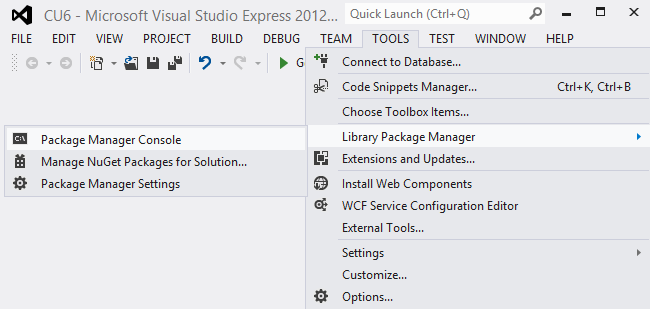 CU6 - Microsoft Visual Studio Express 2012... Quick Launch (Ctrl+Q)
FILE EDIT VIEW PROJECT BUILD DEBUG TEAM TOOLS TEST WINDOW HELP
G
Connect to Database...
Code Snippets Manager... Ctrl+K, Ctrl+B
Choose Toolbox Items...
Library Package Manager
Package Manager Console
Manage NuGet Packages for Solution...
Package Manager Settings
Extensions and Updates...
Install Web Components
WCF Service Configuration Editor
External Tools...
Settings
Customize...
Options...